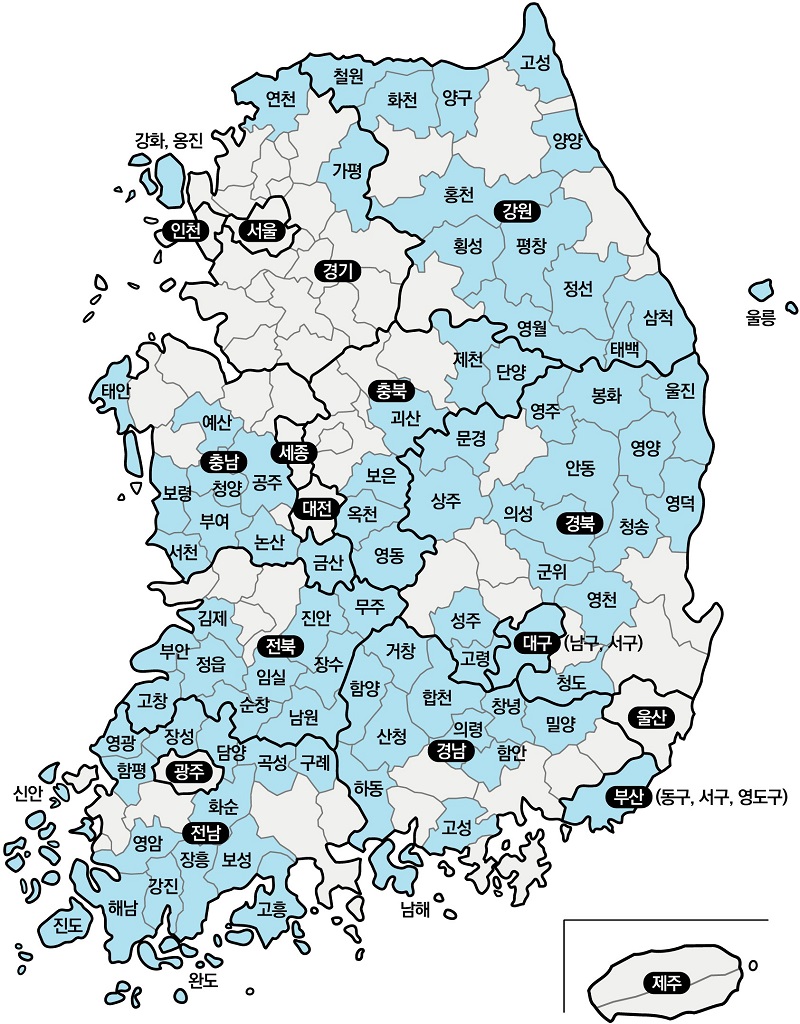 고성
철원
연천
화천
양구
강화, 옹진
양양
가평
홍천
강원
인천
서울
횡성
평창
경기
정선
울릉
삼척
영월
태백
제천
단양
태안
충북
봉화
울진
영주
예산
괴산
문경
영양
세종
충남
안동
보은
공주
청양
보령
상주
영덕
대전
옥천
의성
경북
청송
부여
논산
서천
영동
금산
군위
영천
무주
김제
진안
성주
전북
대구 (남구, 서구)
거창
부안
정읍
장수
고령
임실
청도
함양
합천
고창
순창
창녕
남원
밀양
울산
의령
산청
장성
영광
담양
경남
함안
곡성
구례
함평
광주
하동
신안
부산 (동구, 서구, 영도구)
화순
고성
전남
영암
장흥
보성
강진
해남
고흥
남해
진도
완도
제주